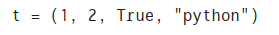 t = (1, 2, True, "python")